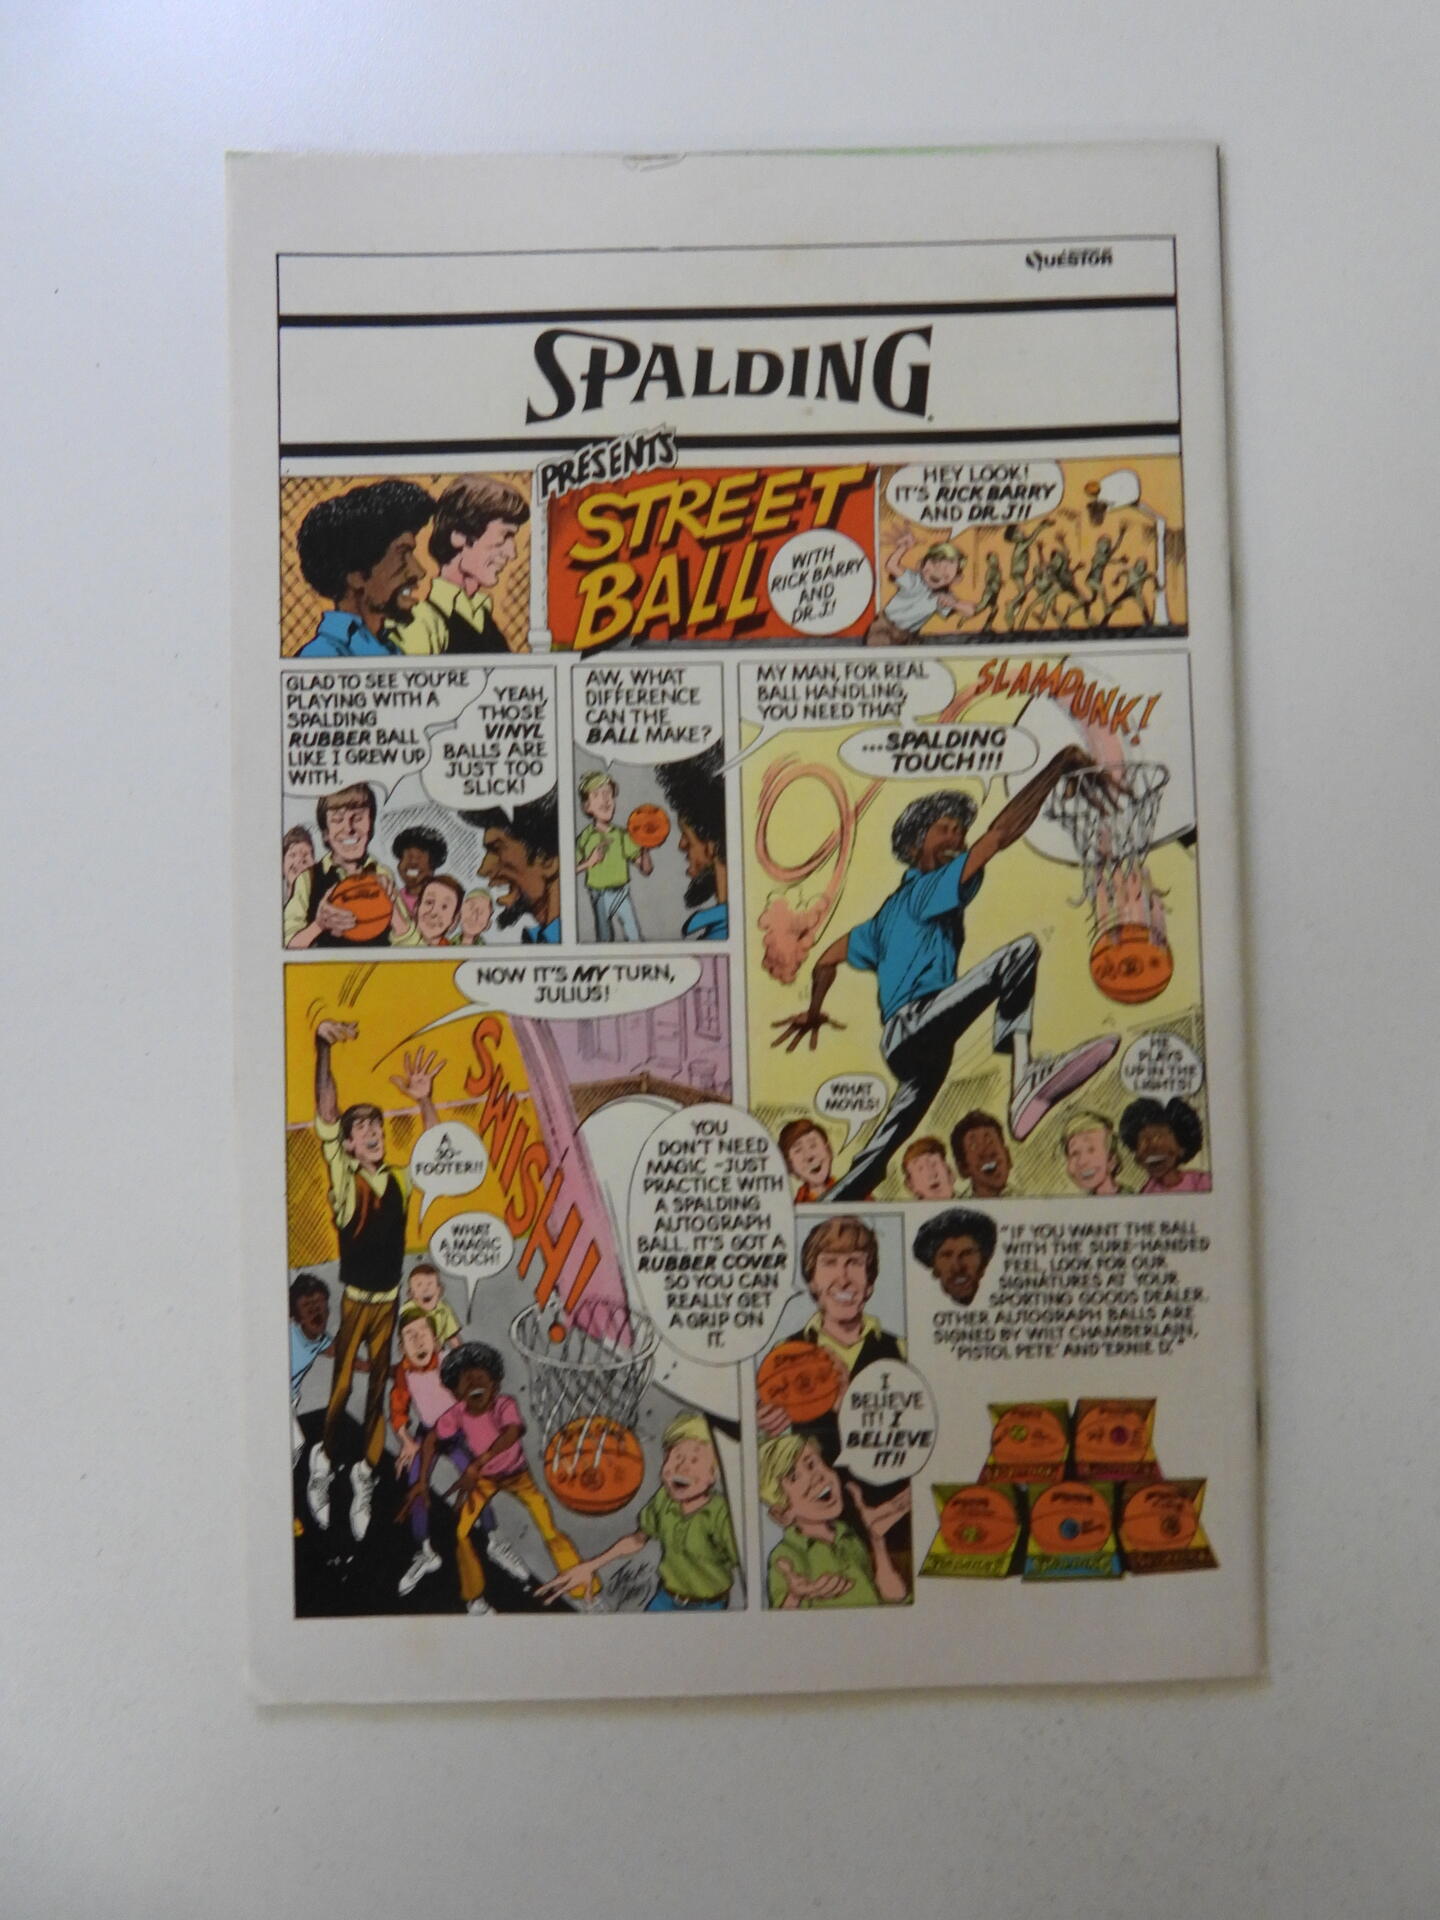 QUESTOR
SPALDING
PRESENTS
STREET
BALL
WITH
RICK BARRY
AND
DR. J!
HEY LOOK!
IT'S RICK BARRY
AND DR. J!!
GLAD TO SEE YOU'RE
PLAYING WITH A
SPALDING
RUBBER BALL
LIKE I GREW UP
WITH.
YEAH,
THOSE
VINYL
BALLS ARE
JUST TOO
SLICK!
AW, WHAT
DIFFERENCE
CAN THE
BALL MAKE?
MY MAN, FOR REAL
BALL HANDLING,
YOU NEED THAT
...SPALDING
TOUCH!!!
SLAMDUNK!
WHAT
MOVES!
HE
PLAYS
UP IN THE
LIGHTS!
NOW IT'S MY TURN,
JULIUS!
SWISH!
A
30-
FOOTER!!
WHAT
A MAGIC
TOUCH!
YOU
DON'T NEED
MAGIC - JUST
PRACTICE WITH
A SPALDING
AUTOGRAPH
BALL. IT'S GOT A
RUBBER COVER
SO YOU CAN
REALLY GET
A GRIP ON
IT.
I
BELIEVE
IT! I
BELIEVE
IT!!
"IF YOU WANT THE BALL
WITH THE SURE-HANDED
FEEL, LOOK FOR OUR
SIGNATURES AT YOUR
SPORTING GOODS DEALER.
OTHER AUTOGRAPH BALLS ARE
SIGNED BY WILT CHAMBERLAIN,
'PISTOL PETE' AND 'ERNIE D.'"